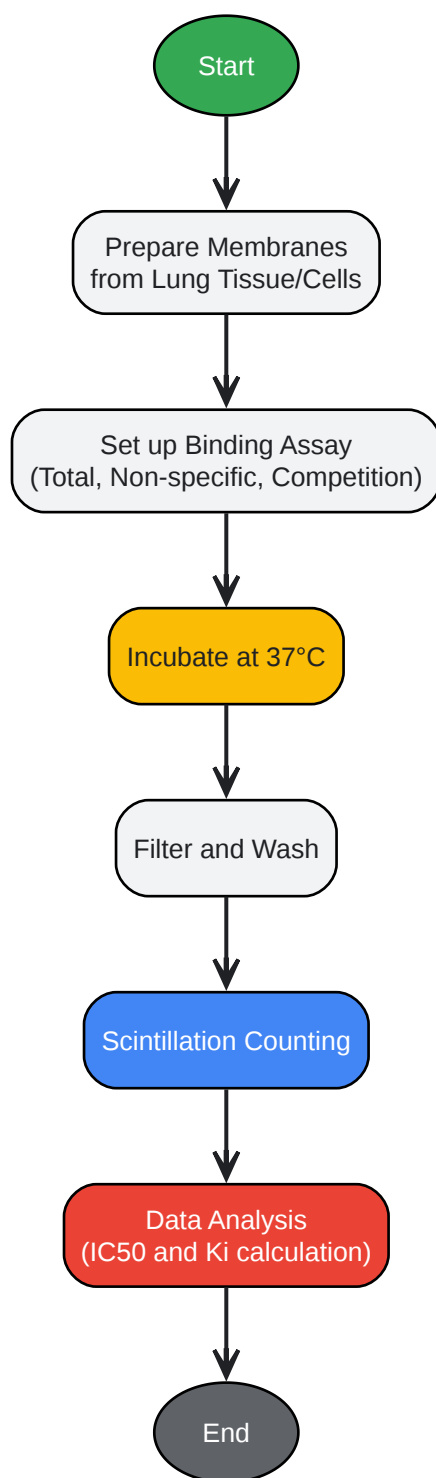 Start
Prepare Membranes
from Lung Tissue/Cells
Set up Binding Assay
(Total, Non-specific, Competition)
Incubate at 37°C
Filter and Wash
Scintillation Counting
Data Analysis
(IC50 and Ki calculation)
End